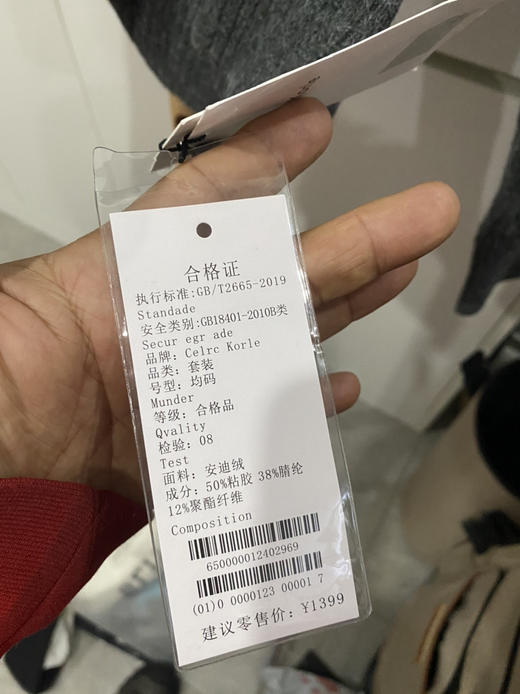 合格证
执行标准:GB/T2665-2019
Standade
安全类别:GB18401-2010B类
Secur egr ade
品牌: Celrc Korle
品类: 套装
号型: 均码
Munder
等级: 合格品
Qvality
检验: 08
Test
面料: 安迪绒
成分: 50%粘胶 38%腈纶
12%聚酯纤维
Composition
650000012402969
(01)0 0000123 00001 7
建议零售价: ¥1399